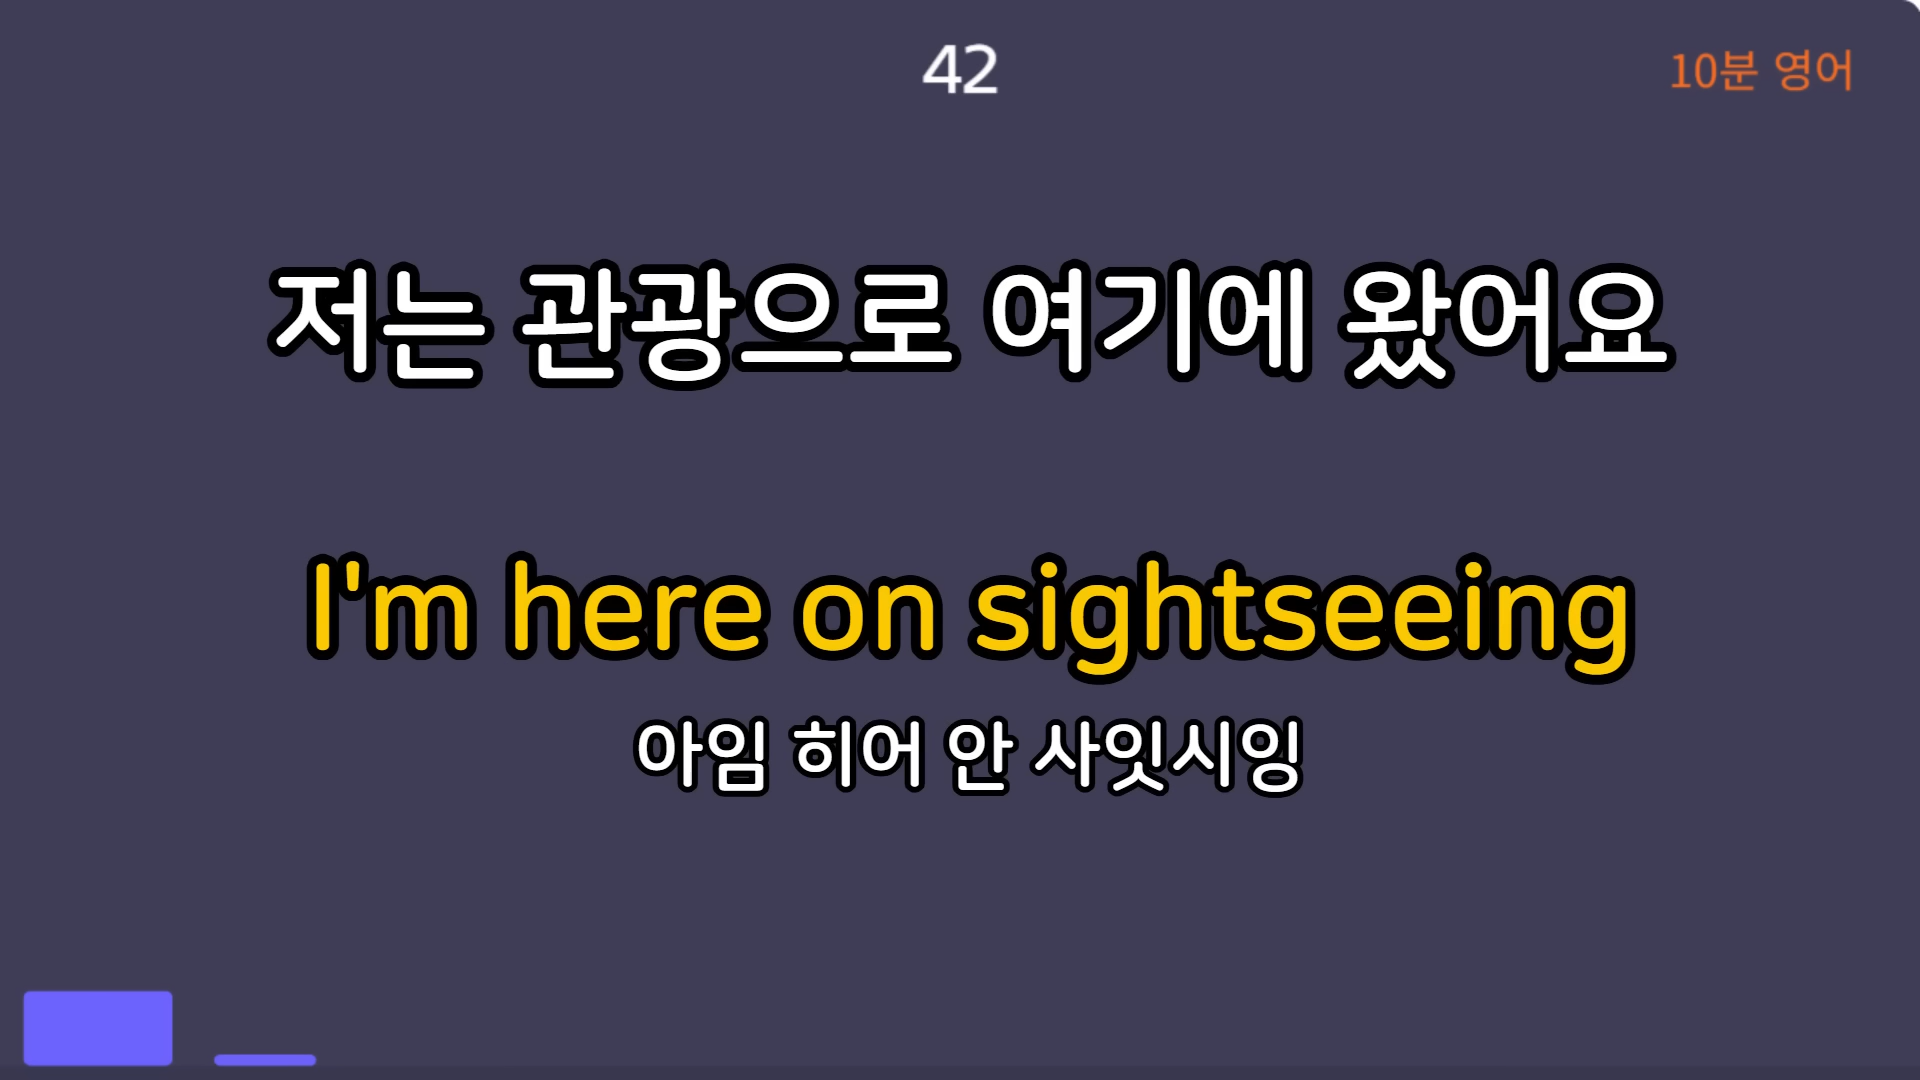 42
10분 영어
저는 관광으로 여기에 왔어요
I'm here on sightseeing
아임 히어 안 사잇시잉